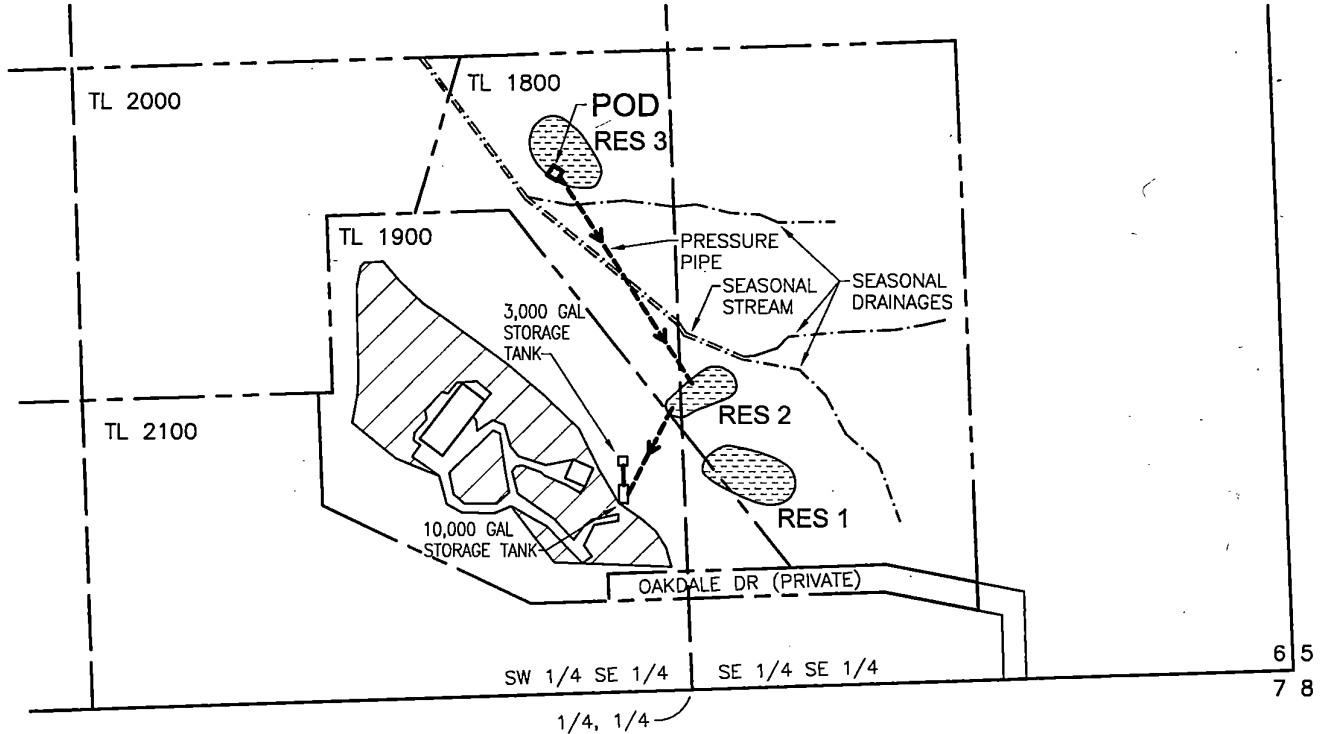 TL 2000
TL 1800
POD
RES 3
TL 1900
PRESSURE
PIPE
SEASONAL
STREAM
SEASONAL
DRAINAGES
3,000 GAL
STORAGE
TANK
RES 2
TL 2100
RES 1
10,000 GAL
STORAGE TANK
OAKDALE DR (PRIVATE)
SW 1/4 SE 1/4
SE 1/4 SE 1/4
6 5
7 8
1/4, 1/4